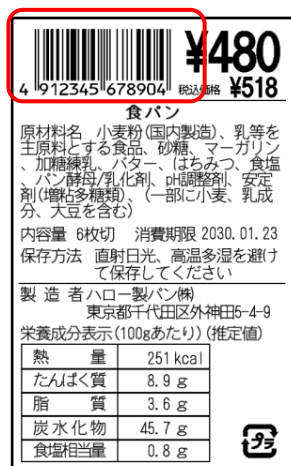 ¥480
4 912345 678904 税込価格 ¥518
食パン
原材料名 小麦粉(国内製造)、乳等を
主原料とする食品、砂糖、マーガリン
、加糖練乳、バター、はちみつ、食塩
、パン酵母/乳化剤、pH調整剤、安定
剤(増粘多糖類)、(一部に小麦、乳成
分、大豆を含む)
内容量 6枚切 消費期限 2030.01.23
保存方法 直射日光、高温多湿を避け
て保存してください
製造者 ハロー製パン㈱
東京都千代田区外神田5-4-9
栄養成分表示(100gあたり)(推定値)
熱量 251 kcal
たんぱく質 8.9 g
脂質 3.6 g
炭水化物 45.7 g
食塩相当量 0.8 g
プラ